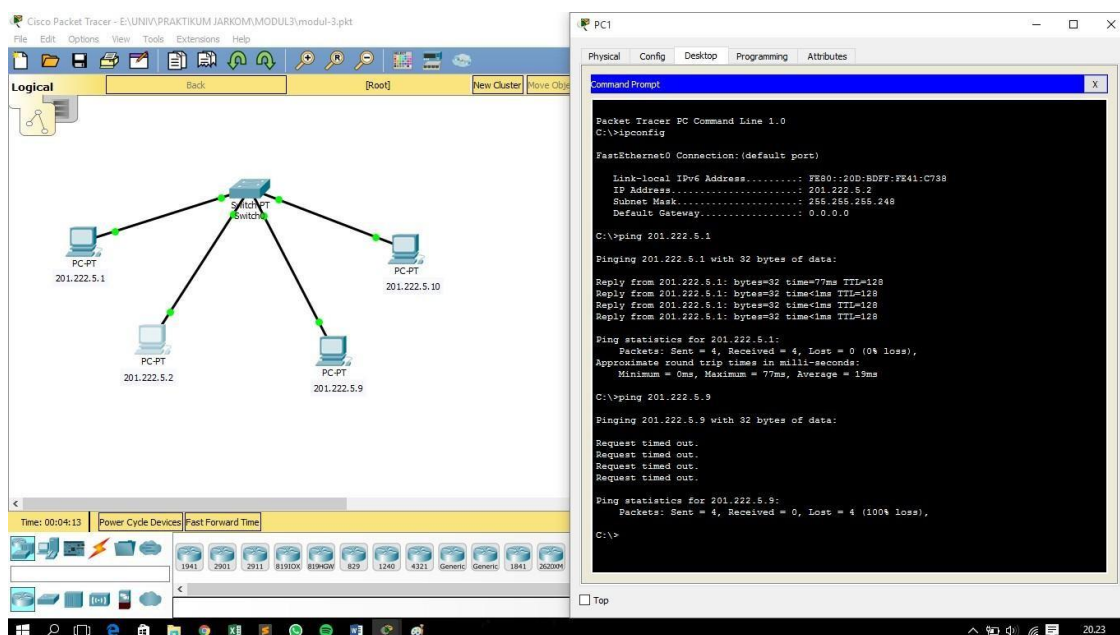 Cisco Packet Tracer - E:\UNIV\PRAKTIKUM JARKOM\MODUL3\modul-3.pkt
File Edit Options View Tools Extensions Help
Logical
Back
[Root]
New Cluster
Move Obje
Switch-PT
PC-PT
201.222.5.1
PC-PT
201.222.5.10
PC-PT
201.222.5.2
PC-PT
201.222.5.9
Time: 00:04:13
Power Cycle Devices
Fast Forward Time
1941 2901 2911 819IOX 819HGW 829 1240 4321 Generic Generic 1841 2620XM
PC1
Physical Config Desktop Programming Attributes
Command Prompt
X
Packet Tracer PC Command Line 1.0
C:\>ipconfig
FastEthernet0 Connection:(default port)
Link-local IPv6 Address.........: FE80::20D:BDFF:FE41:C738
IP Address......................: 201.222.5.2
Subnet Mask.....................: 255.255.255.248
Default Gateway.................: 0.0.0.0
C:\>ping 201.222.5.1
Pinging 201.222.5.1 with 32 bytes of data:
Reply from 201.222.5.1: bytes=32 time=77ms TTL=128
Reply from 201.222.5.1: bytes=32 time<1ms TTL=128
Reply from 201.222.5.1: bytes=32 time<1ms TTL=128
Reply from 201.222.5.1: bytes=32 time<1ms TTL=128
Ping statistics for 201.222.5.1:
Packets: Sent = 4, Received = 4, Lost = 0 (0% loss),
Approximate round trip times in milli-seconds:
Minimum = 0ms, Maximum = 77ms, Average = 19ms
C:\>ping 201.222.5.9
Pinging 201.222.5.9 with 32 bytes of data:
Request timed out.
Request timed out.
Request timed out.
Request timed out.
Ping statistics for 201.222.5.9:
Packets: Sent = 4, Received = 0, Lost = 4 (100% loss),
C:\>
Top
20.23